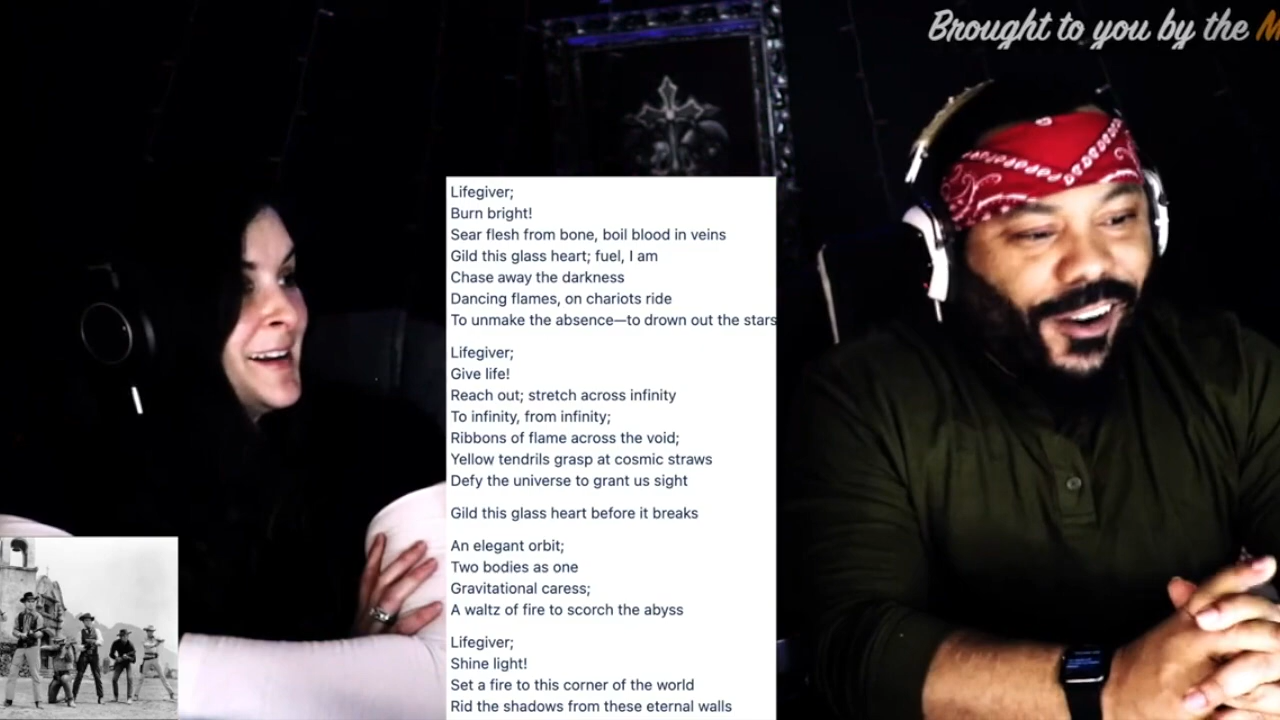 Brought to you by the M
Lifegiver;
Burn bright!
Sear flesh from bone, boil blood in veins
Gild this glass heart; fuel, I am
Chase away the darkness
Dancing flames, on chariots ride
To unmake the absence—to drown out the stars
Lifegiver;
Give life!
Reach out; stretch across infinity
To infinity, from infinity;
Ribbons of flame across the void;
Yellow tendrils grasp at cosmic straws
Defy the universe to grant us sight
Gild this glass heart before it breaks
An elegant orbit;
Two bodies as one
Gravitational caress;
A waltz of fire to scorch the abyss
Lifegiver;
Shine light!
Set a fire to this corner of the world
Rid the shadows from these eternal walls